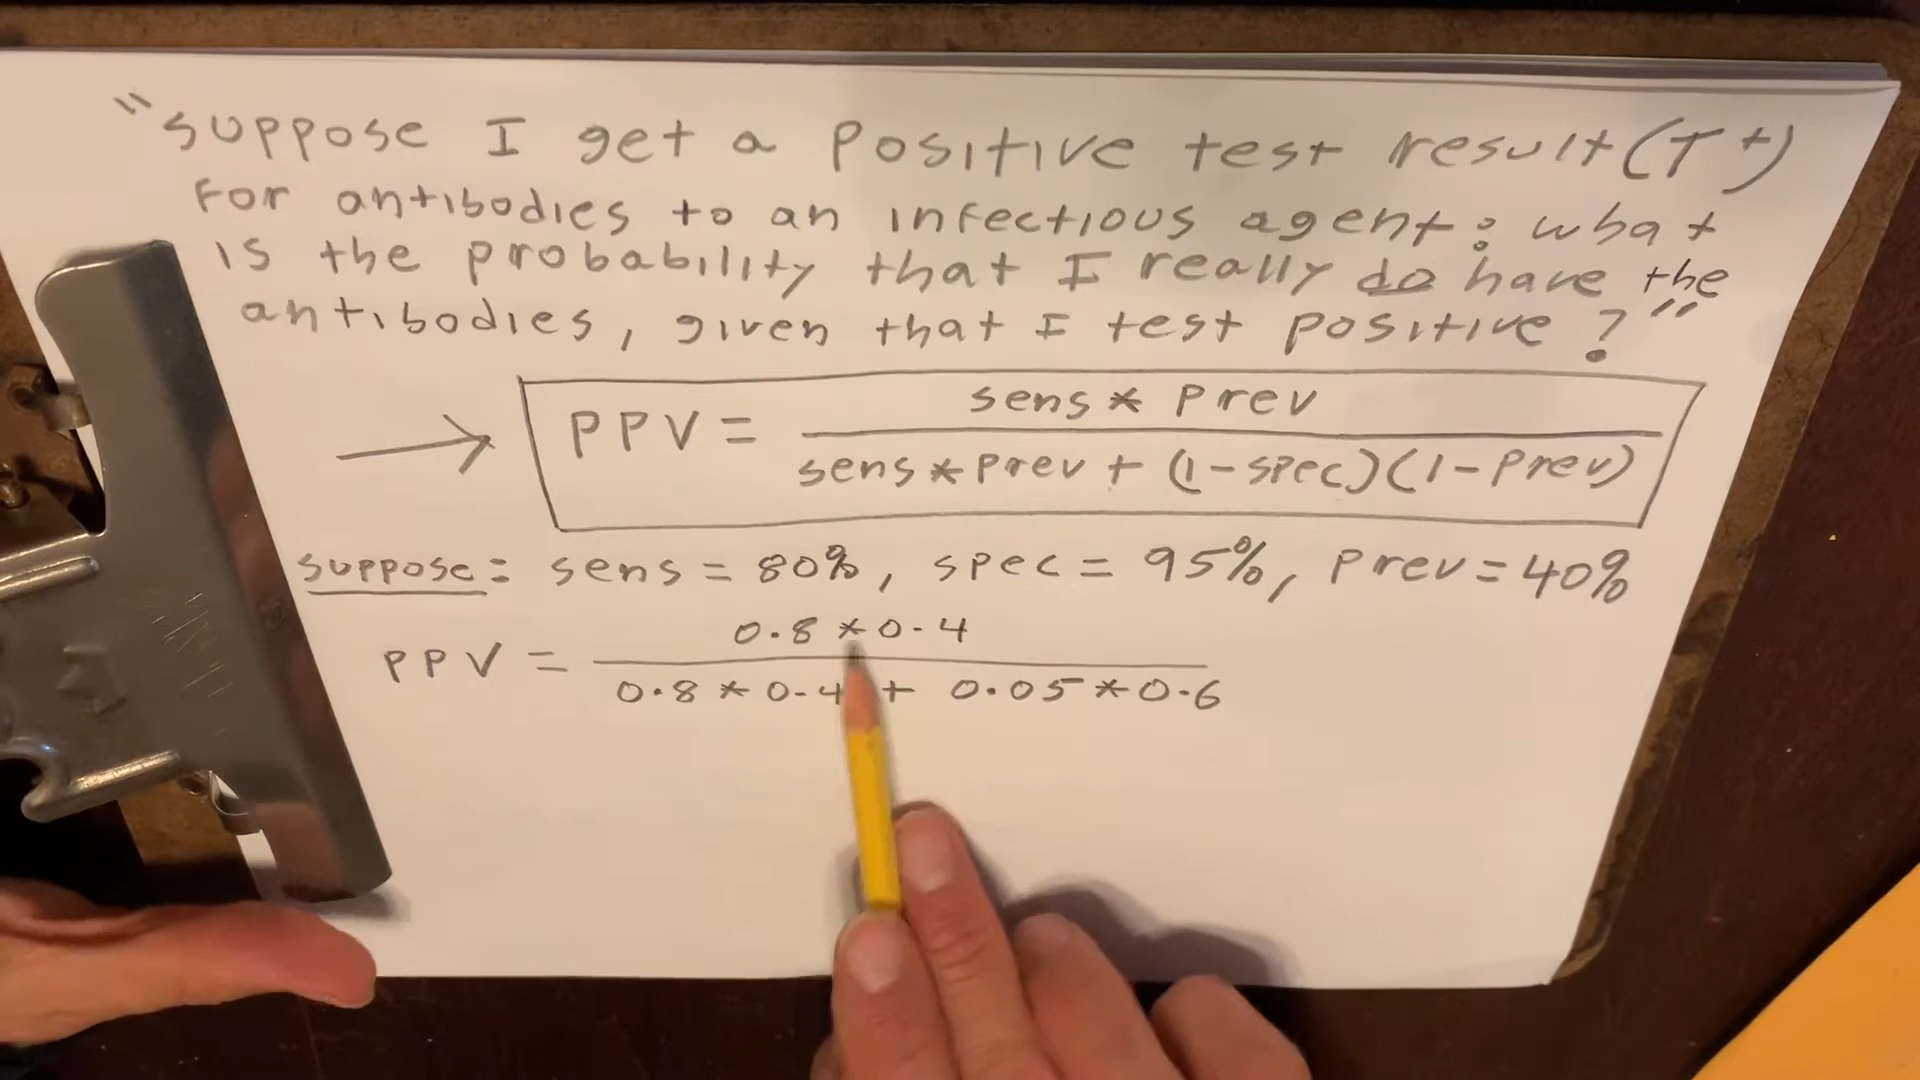 "suppose I get a positive test result (T+)
for antibodies to an infectious agent: what
is the probability that I really do have the
antibodies, given that I test positive?"
PPV = sens * prev
sens * prev + (1-spec)(1-prev)
suppose: sens = 80%, spec = 95%, prev = 40%
PPV = 0.8 * 0.4
0.8 * 0.4 + 0.05 * 0.6